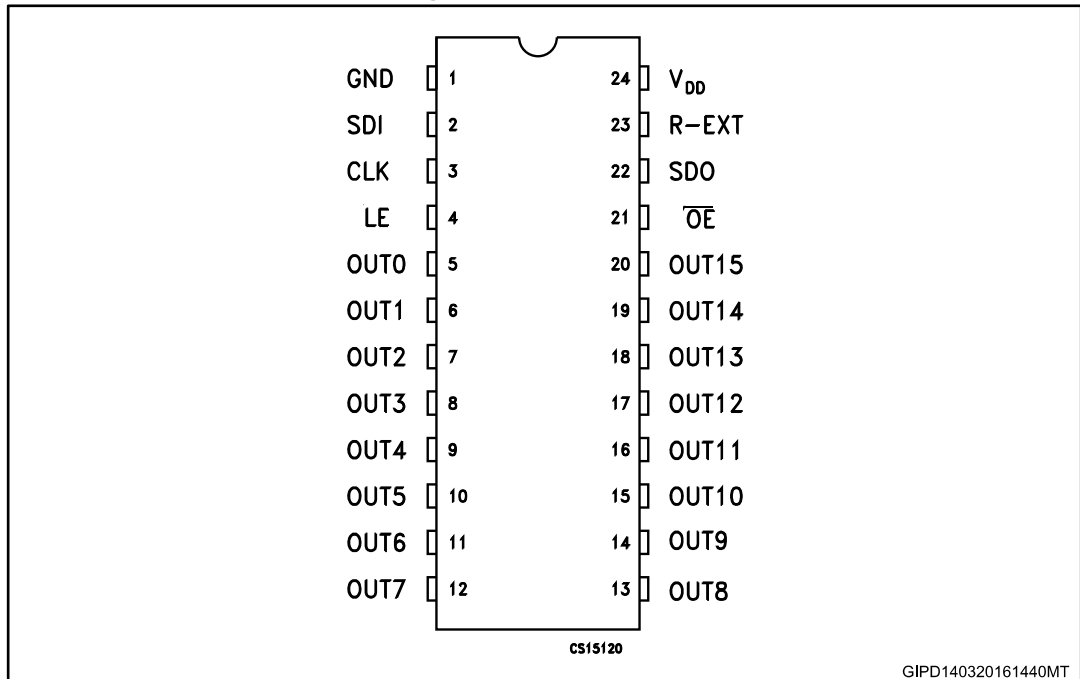 GND 1 24 VDD
SDI 2 23 R-EXT
CLK 3 22 SDO
LE 4 21 OE
OUT0 5 20 OUT15
OUT1 6 19 OUT14
OUT2 7 18 OUT13
OUT3 8 17 OUT12
OUT4 9 16 OUT11
OUT5 10 15 OUT10
OUT6 11 14 OUT9
OUT7 12 13 OUT8
CS15120
GIPD140320161440MT